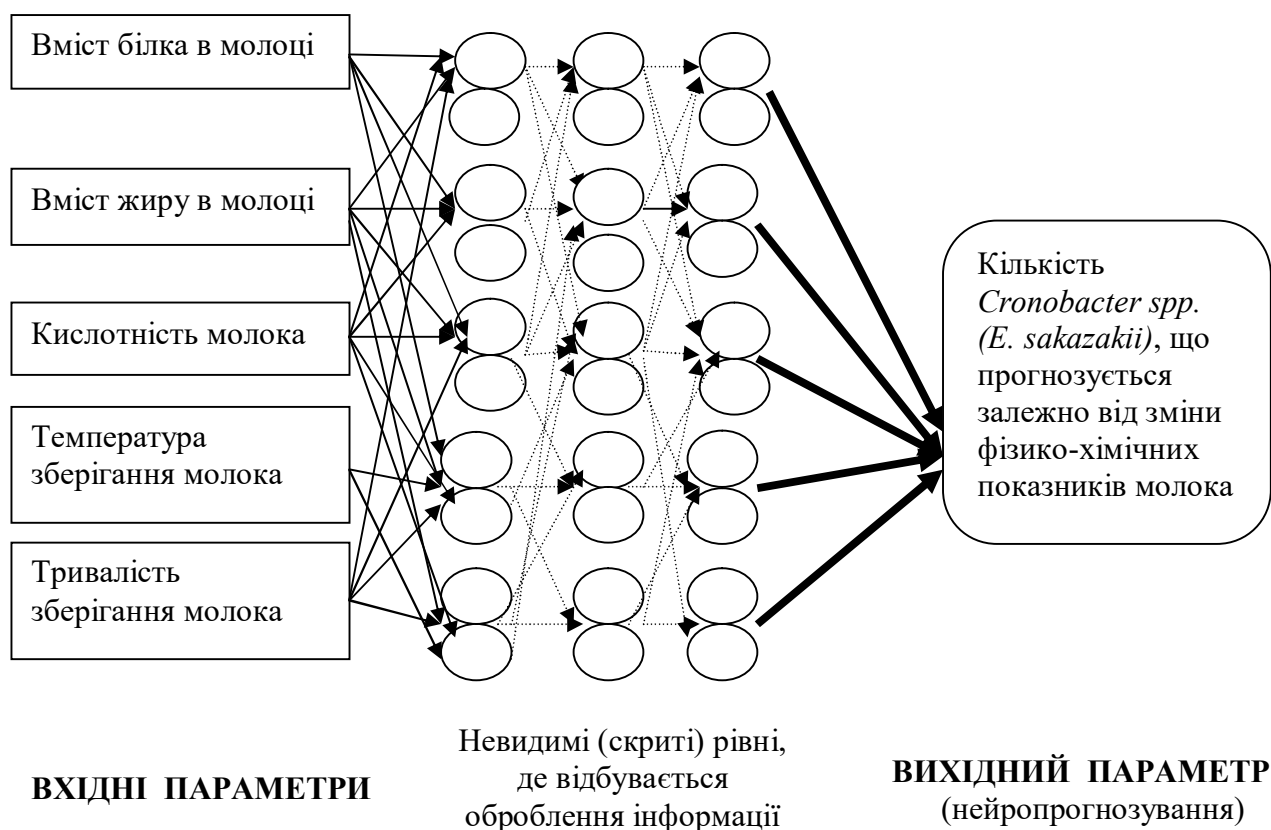 Вміст білка в молоці
Вміст жиру в молоці
Кислотність молока
Температура
зберігання молока
Тривалість
зберігання молока
Кількість
Cronobacter spp.
(E. sakazakii), що
прогнозується
залежно від зміни
фізико-хімічних
показників молока
ВХІДНІ ПАРАМЕТРИ
Невидимі (скриті) рівні,
де відбувається
оброблення інформації
ВИХІДНИЙ ПАРАМЕТР
(нейропрогнозування)